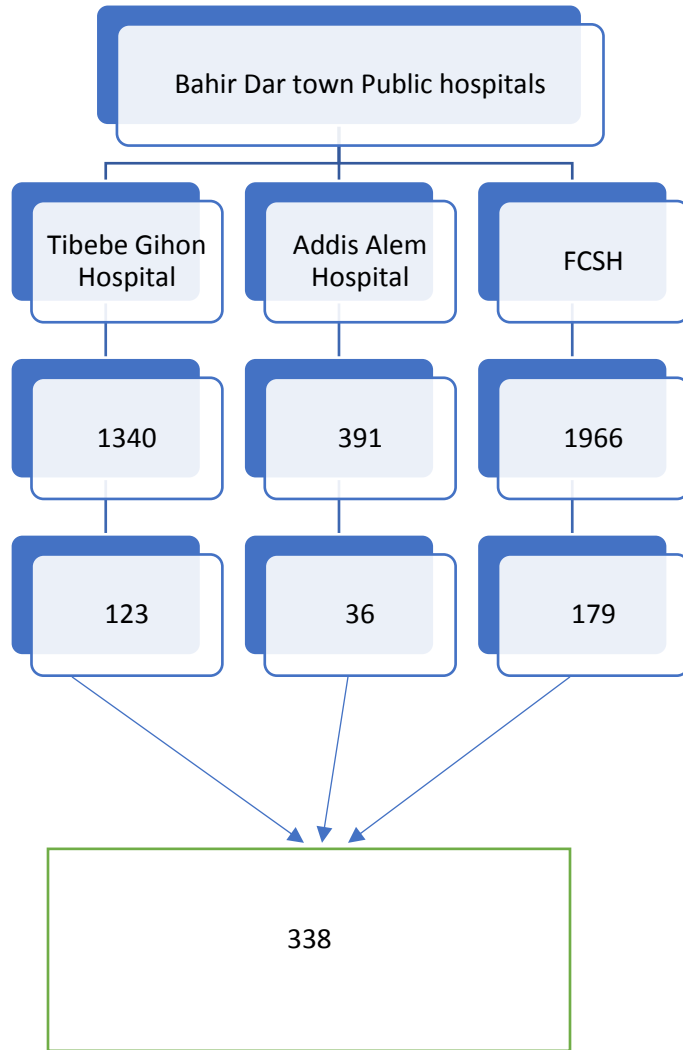 Bahir Dar town Public hospitals
Tibebe Gihon
Hospital
Addis Alem
Hospital
FCSH
1340
391
1966
123
36
179
338